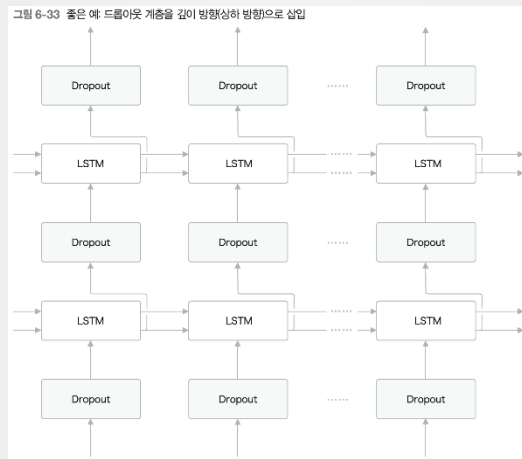 그림 6-33 좋은 예: 드롭아웃 계층을 깊이 방향(상하 방향)으로 삽입
Dropout Dropout ...... Dropout
LSTM LSTM ...... LSTM
......
Dropout Dropout ...... Dropout
LSTM LSTM ...... LSTM
......
Dropout Dropout ...... Dropout